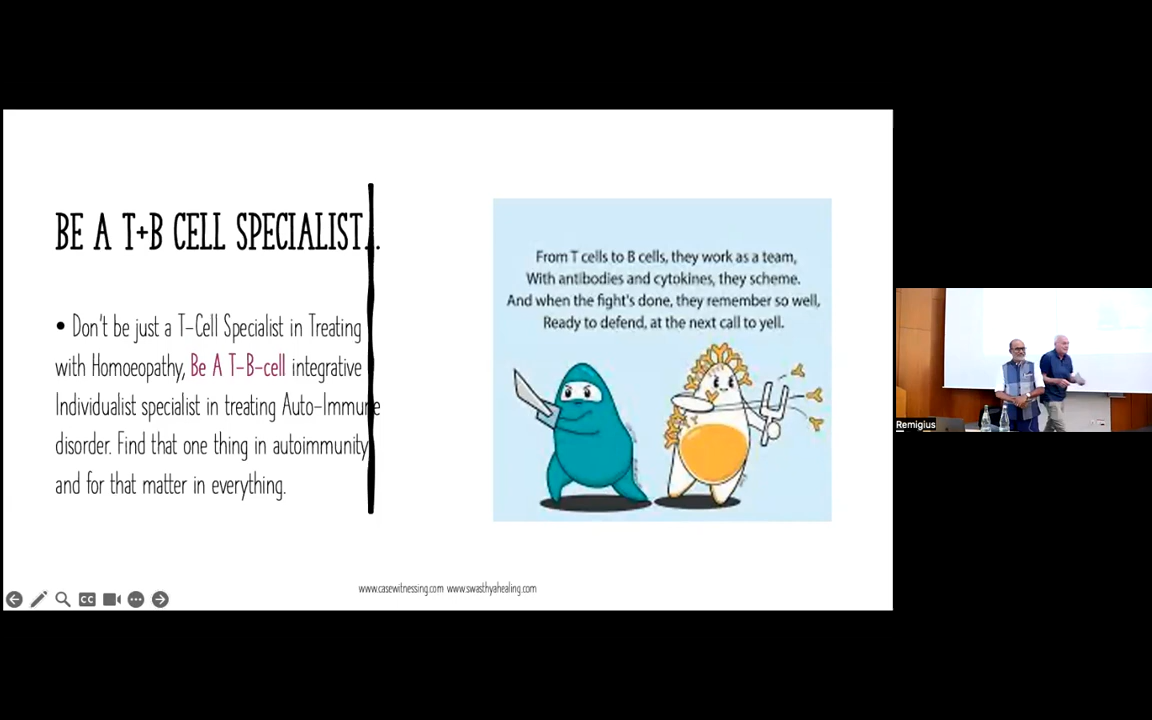 BE A T+B CELL SPECIALIST...
• Don't be just a T-Cell Specialist in Treating
with Homoeopathy, Be A T-B-cell integrative
Individualist specialist in treating Auto-Immune
disorder. Find that one thing in autoimmunity
and for that matter in everything.
From T cells to B cells, they work as a team,
With antibodies and cytokines, they scheme.
And when the fight's done, they remember so well,
Ready to defend, at the next call to yell.
www.casewitnessing.com www.swasthyahealing.com
CC
Remigius